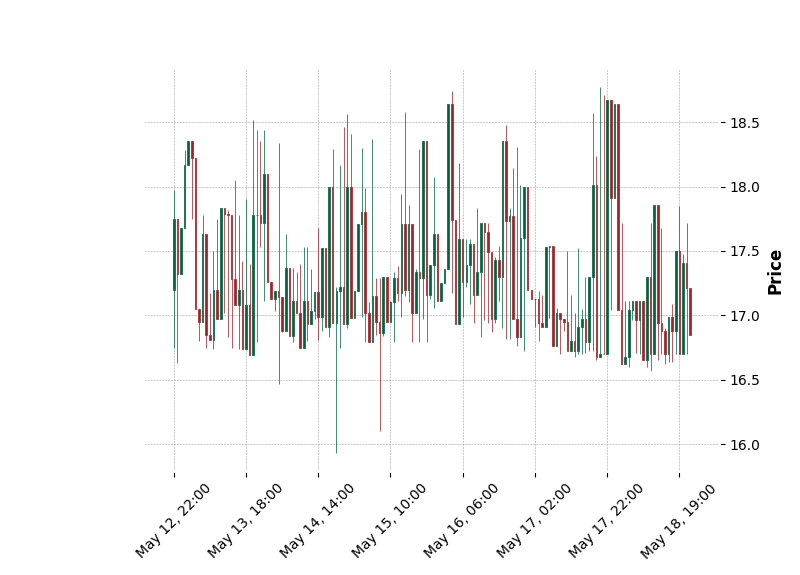 18.5
18.0
17.5
17.0
16.5
16.0
Price
May 12, 22:00
May 13, 18:00
May 14, 14:00
May 15, 10:00
May 16, 06:00
May 17, 02:00
May 17, 22:00
May 18, 19:00